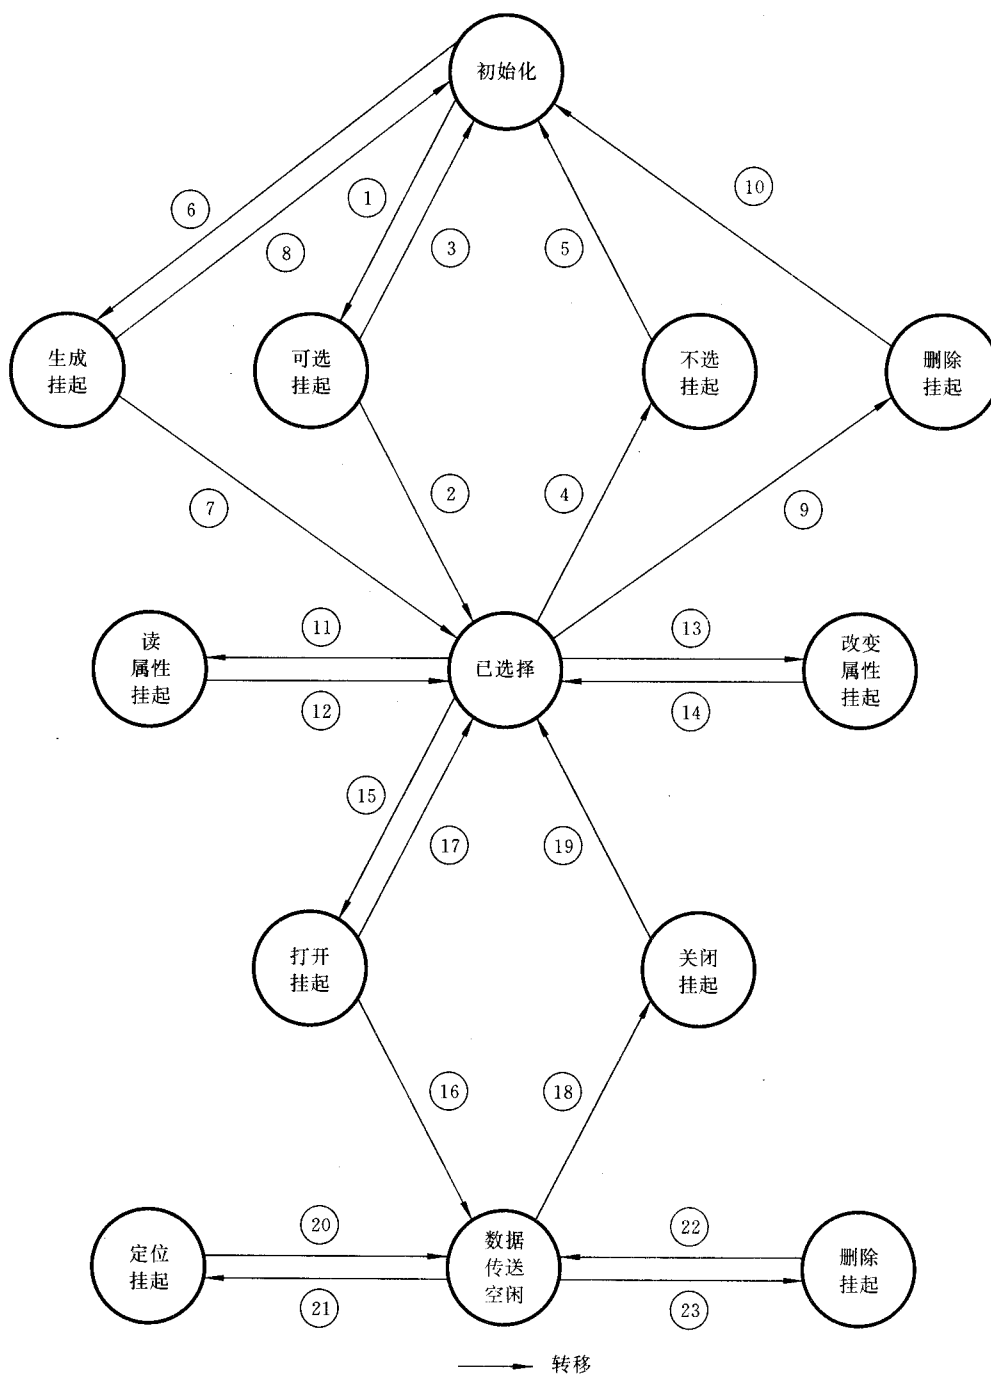 初始化
6
1
10
8
3
5
生成
挂起
可选
挂起
不选
挂起
删除
挂起
7
2
4
9
读
属性
挂起
11
12
已选择
13
14
改变
属性
挂起
15
17
19
打开
挂起
关闭
挂起
16
18
定位
挂起
20
21
数据
传送
空闲
22
23
删除
挂起
转移